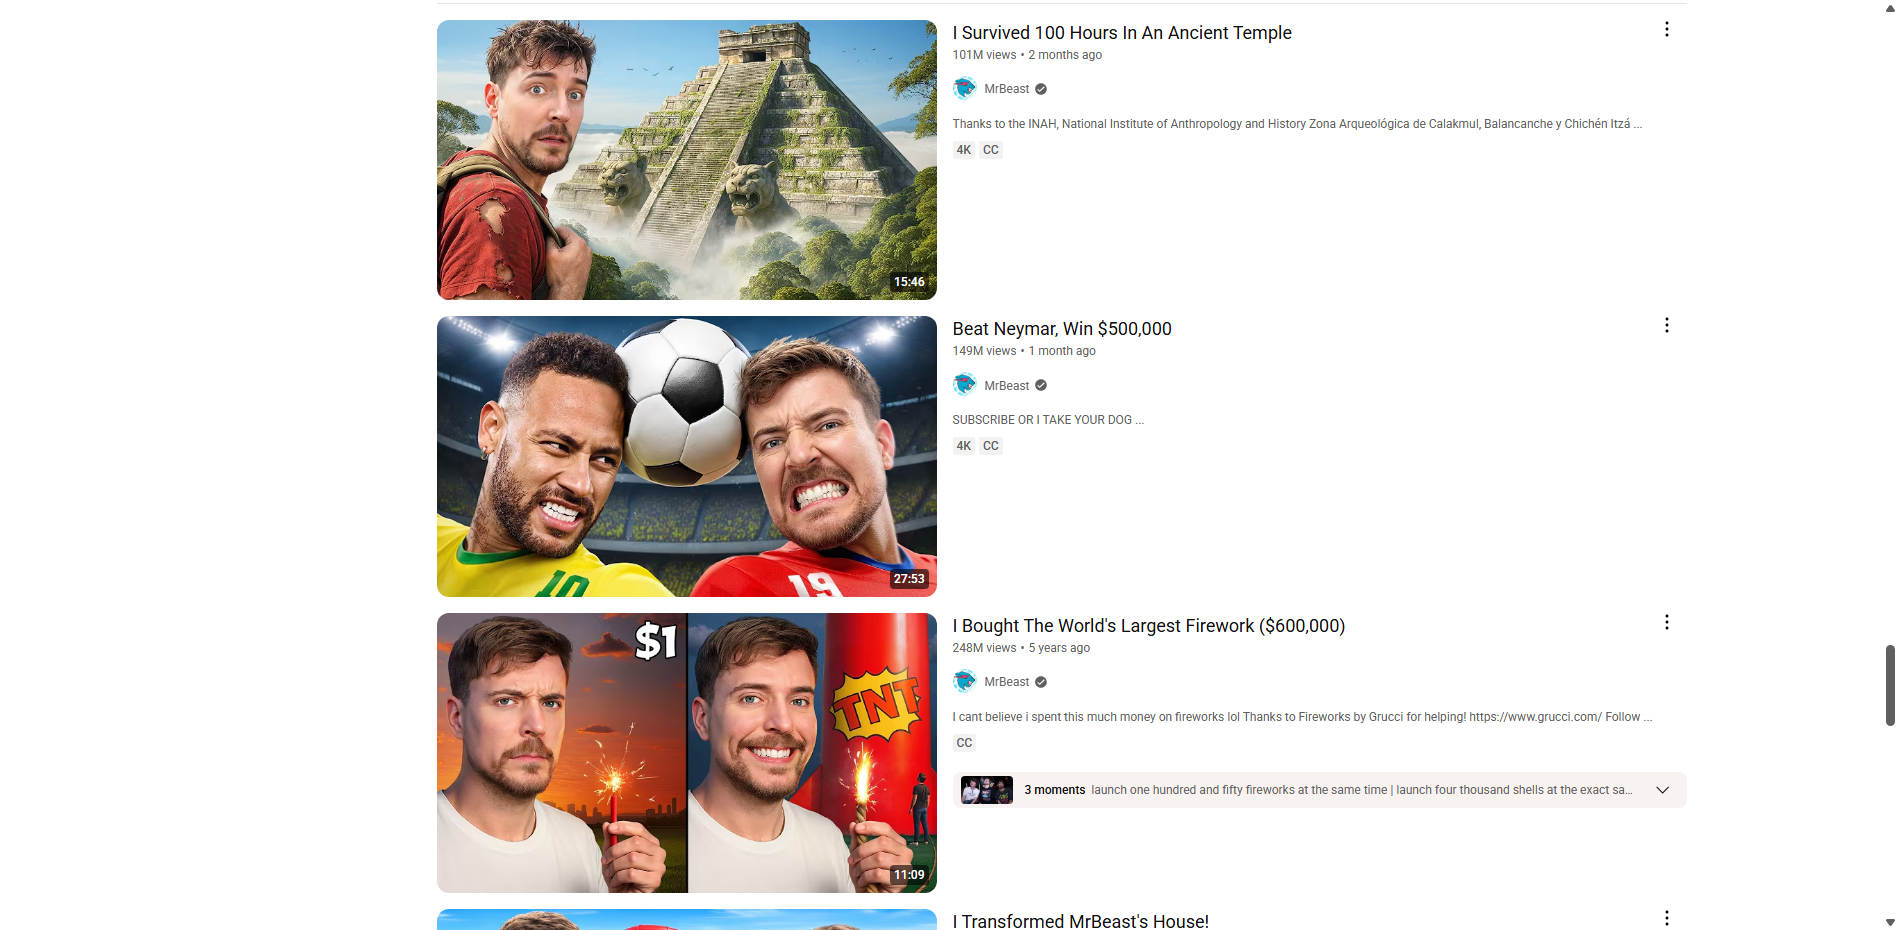 I Survived 100 Hours In An Ancient Temple
101M views • 2 months ago
MrBeast
Thanks to the INAH, National Institute of Anthropology and History Zona Arqueológica de Calakmul, Balancanche y Chichén Itzá ...
4K CC
15:46
Beat Neymar, Win $500,000
149M views • 1 month ago
MrBeast
SUBSCRIBE OR I TAKE YOUR DOG ...
4K CC
10
19
27:53
$1
TNT
I Bought The World's Largest Firework ($600,000)
248M views • 5 years ago
MrBeast
I cant believe i spent this much money on fireworks lol Thanks to Fireworks by Grucci for helping! https://www.grucci.com/ Follow ...
CC
3 moments launch one hundred and fifty fireworks at the same time | launch four thousand shells at the exact sa...
11:09
I Transformed MrBeast's House!